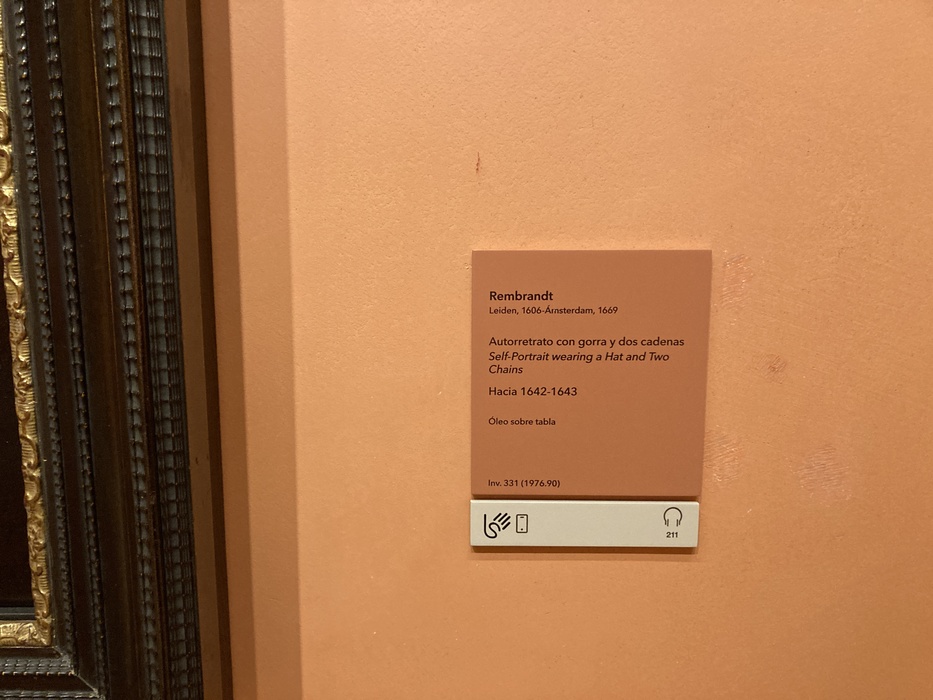 Rembrandt
Leiden, 1606-Ámsterdam, 1669
Autorretrato con gorra y dos cadenas
Self-Portrait wearing a Hat and Two
Chains
Hacia 1642-1643
Óleo sobre tabla
Inv. 331 (1976.90)
211